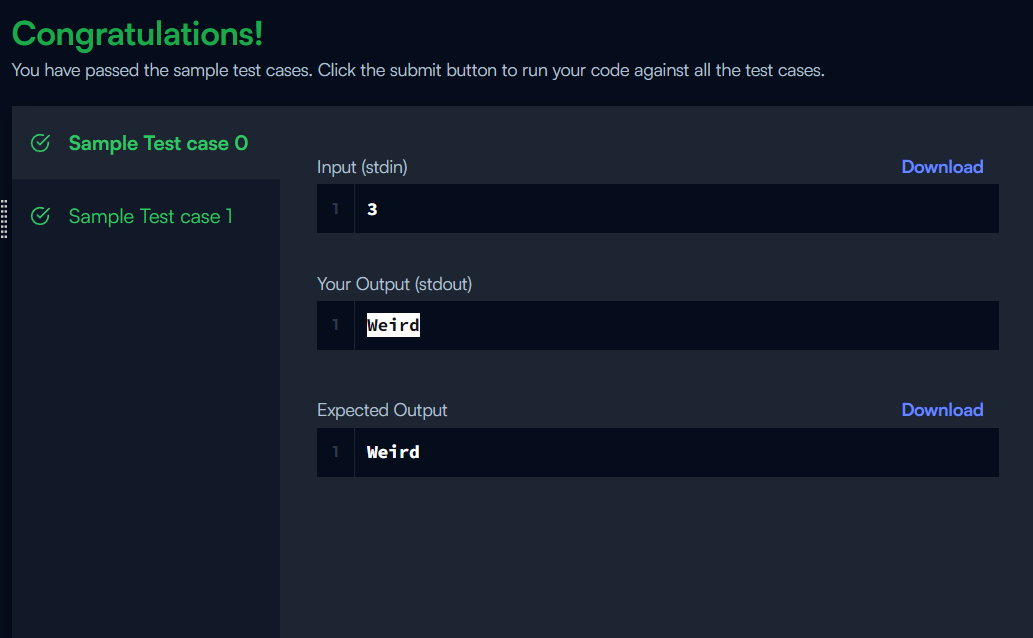 Congratulations!
You have passed the sample test cases. Click the submit button to run your code against all the test cases.
Sample Test case 0
Sample Test case 1
Input (stdin)
Download
1
3
Your Output (stdout)
1
Weird
Expected Output
Download
1
Weird